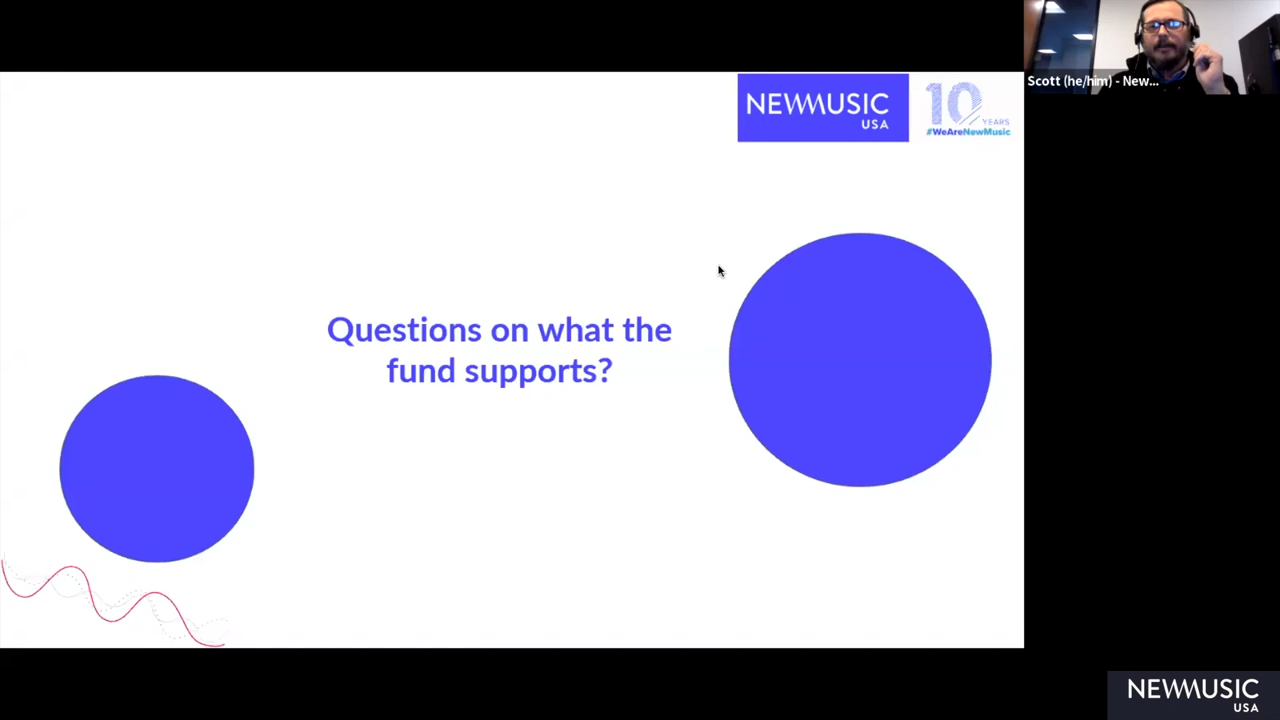 Scott (he/him) - New...
NEWMUSIC
USA
10
YEARS
#WeAreNewMusic
Questions on what the
fund supports?
NEWMUSIC
USA